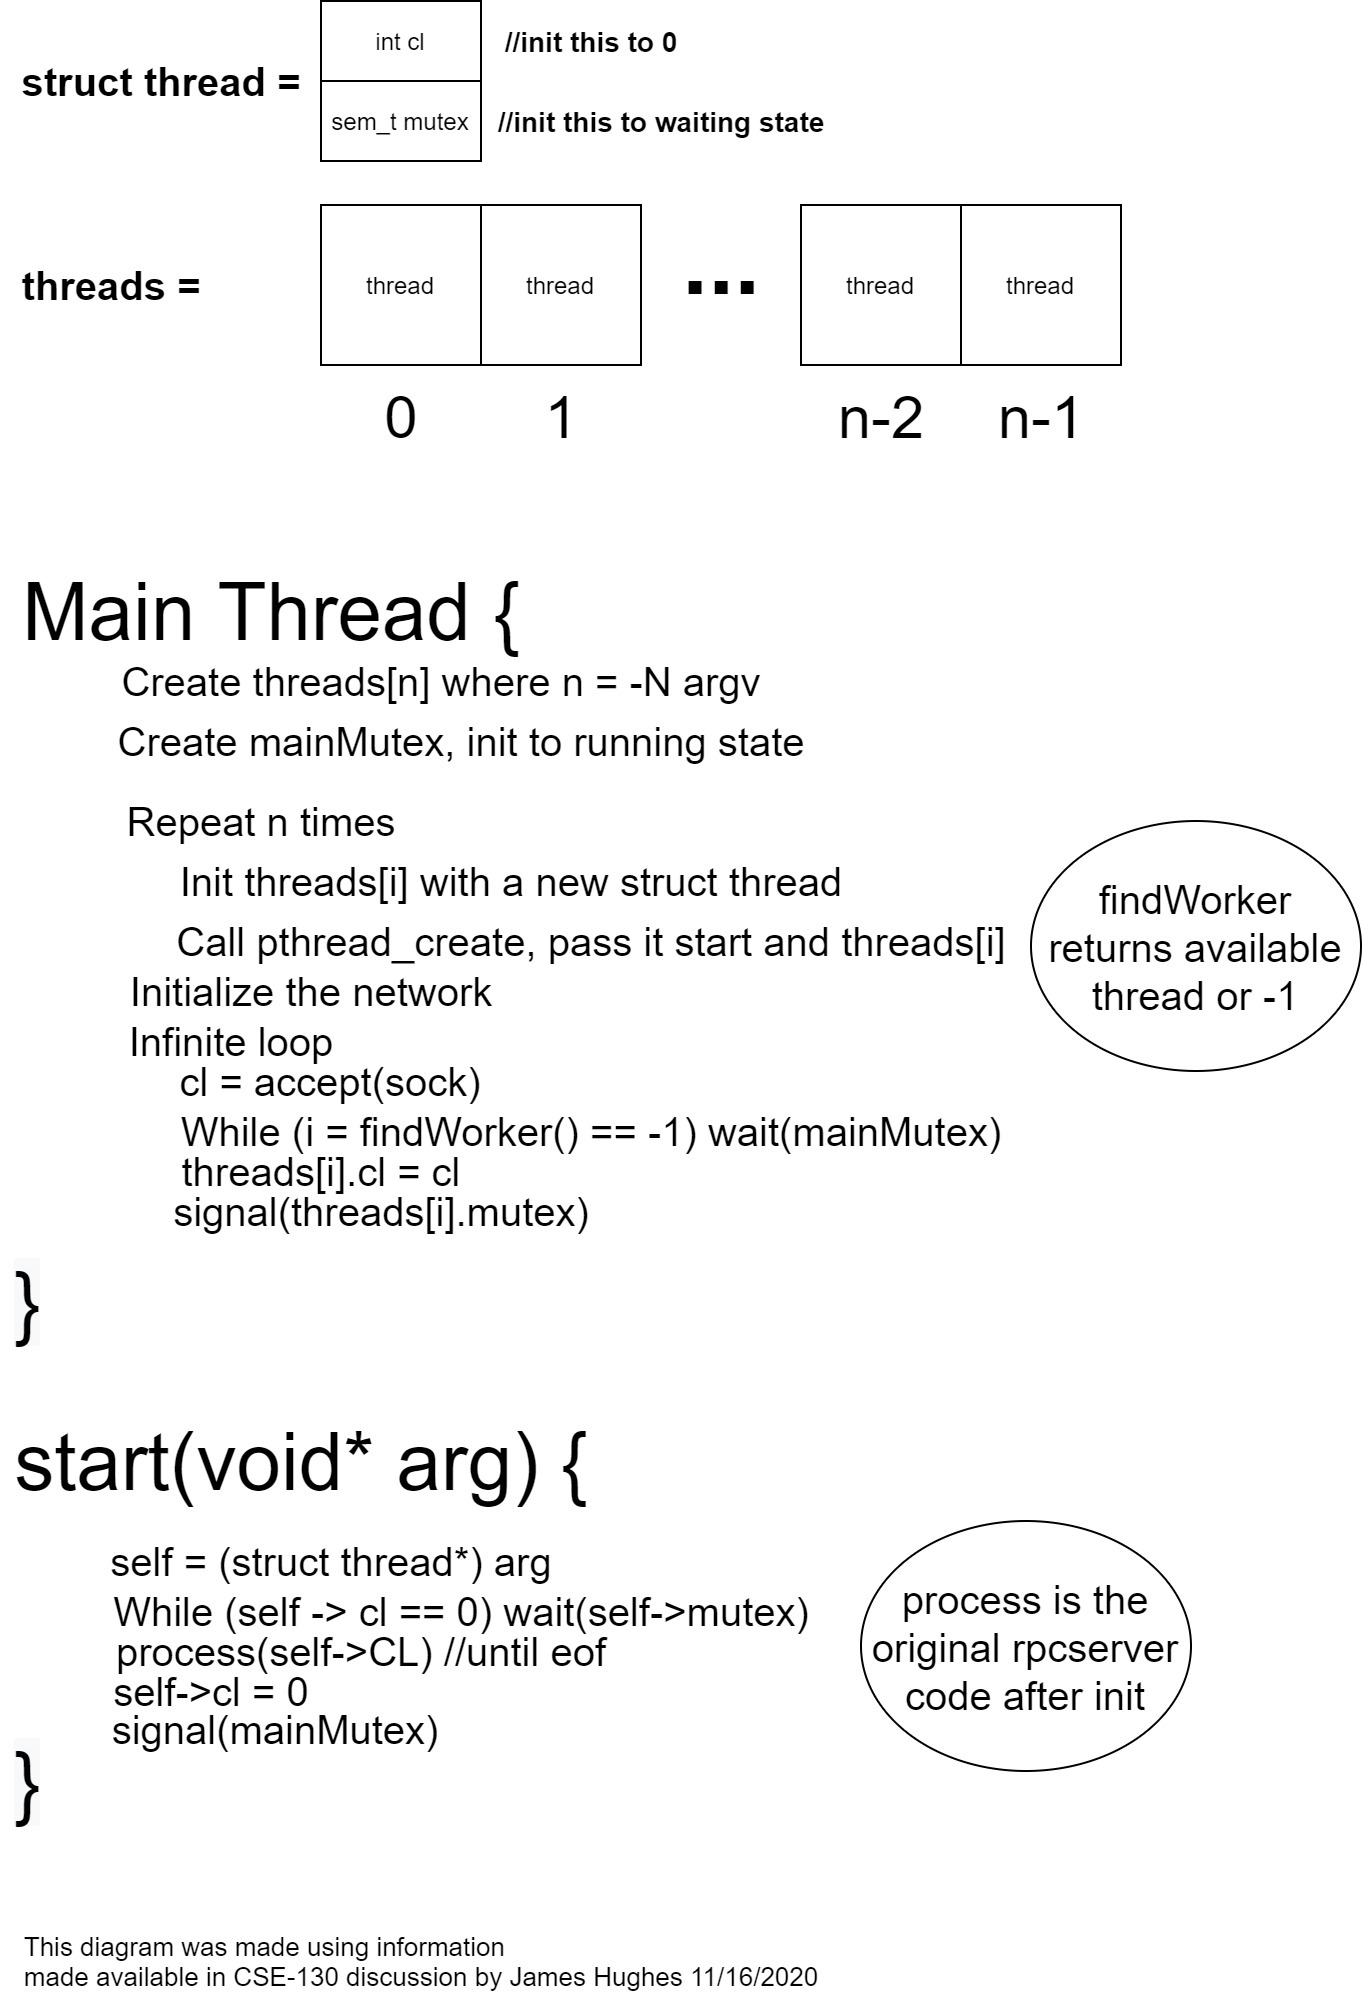 int cl
//init this to 0
struct thread =
sem_t mutex
//init this to waiting state
threads =
thread
thread
...
thread
thread
0
1
n-2
n-1
Main Thread {
Create threads[n] where n = -N argv
Create mainMutex, init to running state
Repeat n times
Init threads[i] with a new struct thread
Call pthread_create, pass it start and threads[i]
Initialize the network
Infinite loop
cl = accept(sock)
While (i = findWorker() == -1) wait(mainMutex)
threads[i].cl = cl
signal(threads[i].mutex)
}
findWorker
returns available
thread or -1
start(void* arg) {
self = (struct thread*) arg
While (self -> cl == 0) wait(self->mutex)
process(self->CL) //until eof
self->cl = 0
signal(mainMutex)
}
process is the
original rpcserver
code after init
This diagram was made using information
made available in CSE-130 discussion by James Hughes 11/16/2020